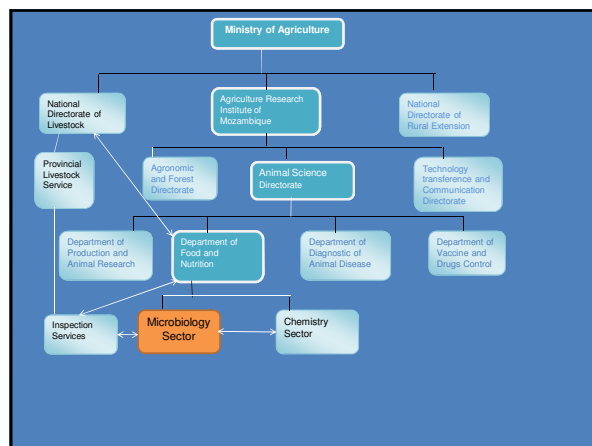 Ministry of Agriculture
National
Directorate of
Livestock
Agriculture Research
Institute of
Mozambique
National
Directorate of
Rural Extension
Provincial
Livestock
Service
Agronomic
and Forest
Directorate
Animal Science
Directorate
Technology
transference and
Communication
Directorate
Department of
Production and
Animal Research
Department of
Food and
Nutrition
Department of
Diagnostic of
Animal Disease
Department of
Vaccine and
Drugs Control
Inspection
Services
Microbiology
Sector
Chemistry
Sector